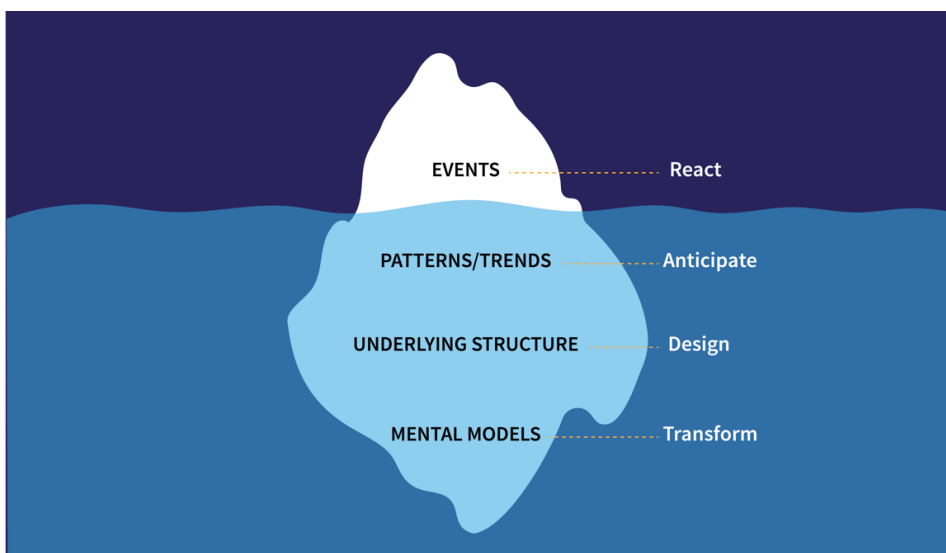 EVENTS React
PATTERNS/TRENDS Anticipate
UNDERLYING STRUCTURE Design
MENTAL MODELS Transform